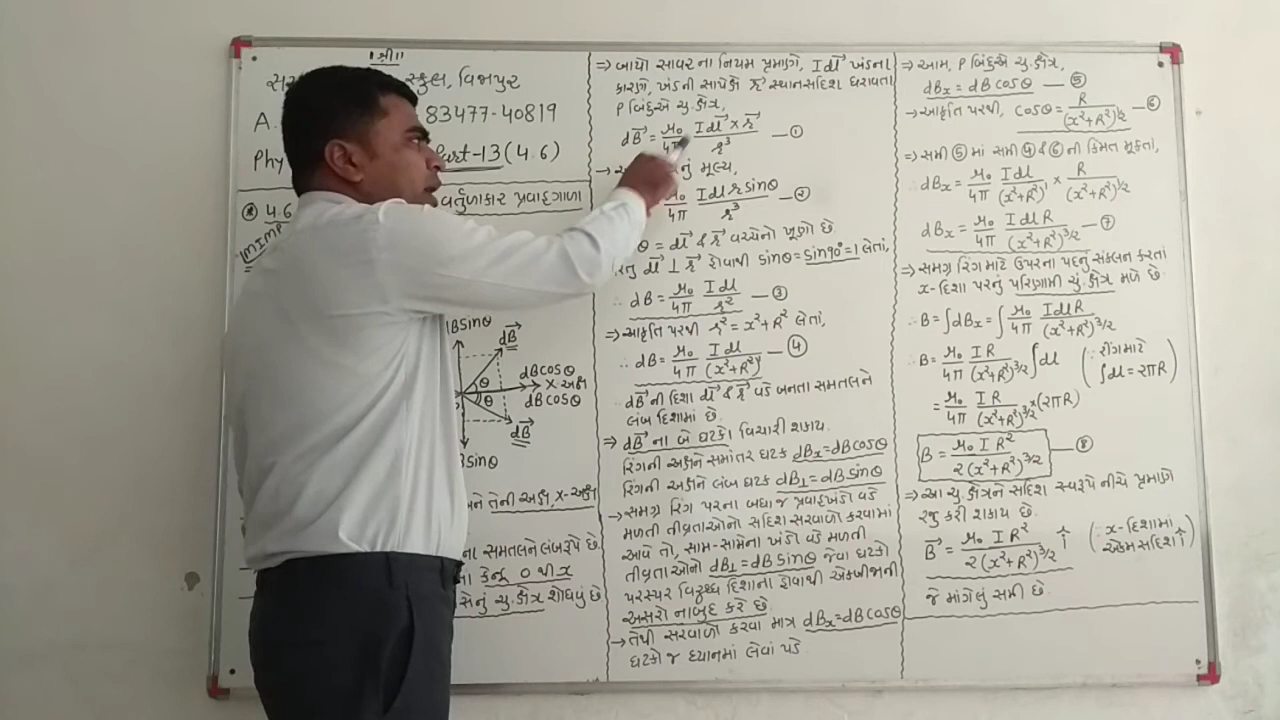 "શ્રી"
સ્કુલ, વિજાપુર
A. 83477-40819
Phy Part-13 (4.6)
4.6 વર્તુળાકાર પ્રવાહગાળા
MIMP
dBsinθ
dB⃗
dBcosθ
θ X-અક્ષ
θ dBcosθ
dB⃗
Bsinθ
અને તેની અક્ષ, X-અક્ષ
ના સમતલને લંબરૂપે છે.
ના કેન્દ્ર O થી x
સેનું ચુ.ક્ષેત્ર શોધવું છે
⇒ બાયો સાવરના નિયમ પ્રમાણે, Idl⃗ ખંડના
કારણે, ખંડની સાપેક્ષે r⃗ સ્થાનસદિશ ધરાવતા
P બિંદુએ ચુ.ક્ષેત્ર,
dB⃗ = μ₀/4π Idl⃗ × r⃗ / r³ — ①
નું મૂલ્ય,
μ₀/4π Idl r sinθ / r³ — ②
θ = dl⃗ & r⃗ વચ્ચેનો ખૂણો છે
dl⃗ ⊥ r⃗ હોવાથી sinθ = sin90° = 1 લેતાં,
∴ dB = μ₀/4π Idl / r² — ③
⇒ આકૃતિ પરથી r² = x² + R² લેતાં,
∴ dB = μ₀/4π Idl / (x²+R²)¹ — ④
∴ dB⃗ ની દિશા dl⃗ & r⃗ વડે બનતા સમતલને
લંબ દિશામાં છે.
⇒ dB⃗ ના બે ઘટકો વિચારી શકાય.
રિંગની અક્ષને સમાંતર ઘટક dBx = dBcosθ
રિંગની અક્ષને લંબ ઘટક dB⊥ = dBsinθ
→ સમગ્ર રિંગ પરના બધા જ પ્રવાહખંડો વડે
મળતી તીવ્રતાઓનો સદિશ સરવાળો કરવામાં
આવે તો, સામ-સામેના ખંડો વડે મળતી
તીવ્રતાઓનો dB⊥ = dBsinθ જેવા ઘટકો
પરસ્પર વિરુધ્ધ દિશાના હોવાથી એકબીજાની
અસરો નાબુદ કરે છે.
→ તેથી સરવાળો કરવા માત્ર dBx = dBcosθ
ઘટકો જ ધ્યાનમાં લેવાં પડે.
⇒ આમ, P બિંદુએ ચુ.ક્ષેત્ર,
dBx = dBcosθ — ⑤
→ આકૃતિ પરથી, cosθ = R / (x²+R²)^1/2 — ⑥
⇒ સમી ⑤ માં સમી ④ & ⑥ ની કિંમત મૂકતા,
∴ dBx = μ₀/4π Idl / (x²+R²)¹ × R / (x²+R²)^1/2
dBx = μ₀/4π IdlR / (x²+R²)^3/2 — ⑦
⇒ સમગ્ર રિંગ માટે ઉપરના પદનું સંકલન કરતાં
x-દિશા પરનું પરિણામી ચું.ક્ષેત્ર મળે છે.
∴ B = ∫dBx = ∫ μ₀/4π IdlR / (x²+R²)^3/2
∴ B = μ₀/4π IR / (x²+R²)^3/2 ∫dl (∵ રીંગ માટે ∫dl = 2πR)
= μ₀/4π IR / (x²+R²)^3/2 × (2πR)
B = μ₀IR² / 2(x²+R²)^3/2 — ⑧
⇒ આ ચુ.ક્ષેત્રને સદિશ સ્વરૂપે નીચે પ્રમાણે
રજુ કરી શકાય છે.
B⃗ = μ₀IR² / 2(x²+R²)^3/2 î (∵ x-દિશામાં એકમ સદિશ î)
જે માંગેલું સમી છે.